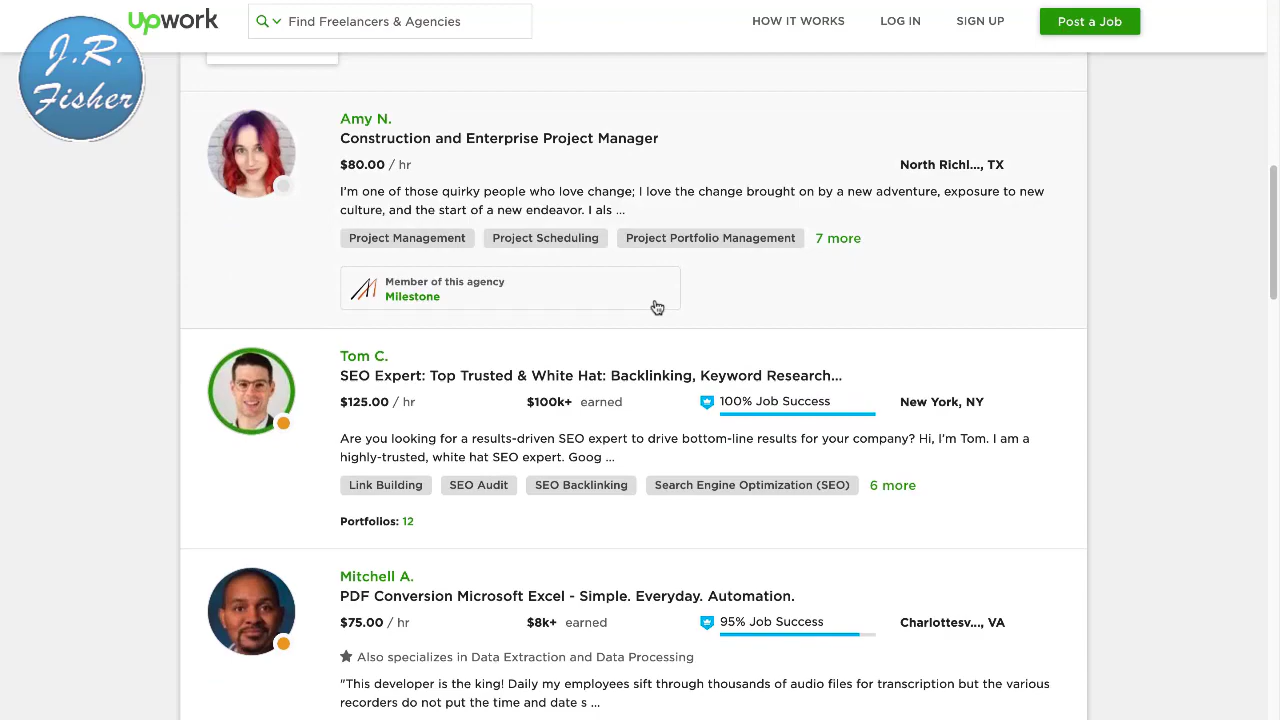 upwork
Find Freelancers & Agencies
HOW IT WORKS
LOG IN
SIGN UP
Post a Job
J.R.
Fisher
Amy N.
Construction and Enterprise Project Manager
$80.00 / hr
North Richl..., TX
I'm one of those quirky people who love change; I love the change brought on by a new adventure, exposure to new
culture, and the start of a new endeavor. I als ...
Project Management
Project Scheduling
Project Portfolio Management
7 more
Member of this agency
Milestone
Tom C.
SEO Expert: Top Trusted & White Hat: Backlinking, Keyword Research...
$125.00 / hr
$100k+ earned
100% Job Success
New York, NY
Are you looking for a results-driven SEO expert to drive bottom-line results for your company? Hi, I'm Tom. I am a
highly-trusted, white hat SEO expert. Goog ...
Link Building
SEO Audit
SEO Backlinking
Search Engine Optimization (SEO)
6 more
Portfolios: 12
Mitchell A.
PDF Conversion Microsoft Excel - Simple. Everyday. Automation.
$75.00 / hr
$8k+ earned
95% Job Success
Charlottesv..., VA
Also specializes in Data Extraction and Data Processing
"This developer is the king! Daily my employees sift through thousands of audio files for transcription but the various
recorders do not put the time and date s ...